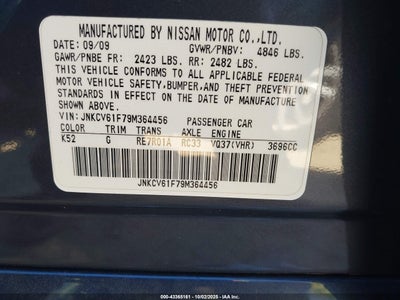 MANUFACTURED BY NISSAN MOTOR CO.,LTD.
DATE: 09/09 GVWR/PNBV: 4846 LBS.
GAWR/PNBE FR: 2423 LBS. RR: 2482 LBS.
THIS VEHICLE CONFORMS TO ALL APPLICABLE FEDERAL
MOTOR VEHICLE SAFETY,BUMPER,AND THEFT PREVENTION
STANDARDS IN EFFECT ON THE DATE OF MANUFACTURE
SHOWN ABOVE.
VIN: JNKCV61F79M364456 PASSENGER CAR
COLOR TRIM TRANS AXLE ENGINE
K52 G RE7R01A RC33 VQ37(VHR) 3696CC
JNKCV61F79M364456
000-43365161 - 10/02/2025 - USA - IAA